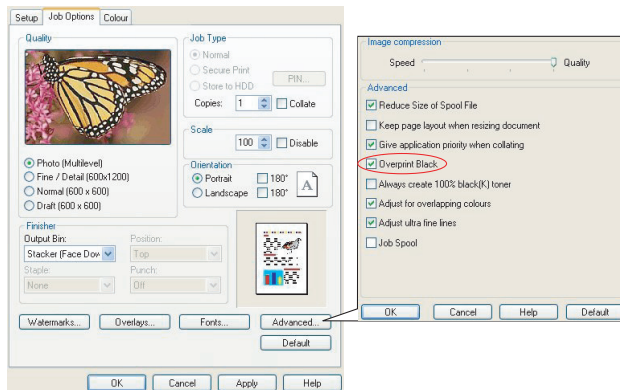 Setup Job Options Colour
Quality
Photo (Multilevel)
Fine / Detail (600x1200)
Normal (600 x 600)
Draft (600 x 600)
Job Type
Normal
Secure Print
Store to HDD
PIN...
Copies: 1 Collate
Scale
100 Disable
Orientation
Portrait 180°
Landscape 180°
A
Finisher
Output Bin: Position:
Stacker (Face Dow Top
Staple: Punch:
None Off
Watermarks... Overlays... Fonts... Advanced...
Default
OK Cancel Apply Help
Image compression
Speed Quality
Advanced
Reduce Size of Spool File
Keep page layout when resizing document
Give application priority when collating
Overprint Black
Always create 100% black(K) toner
Adjust for overlapping colours
Adjust ultra fine lines
Job Spool
OK Cancel Help Default